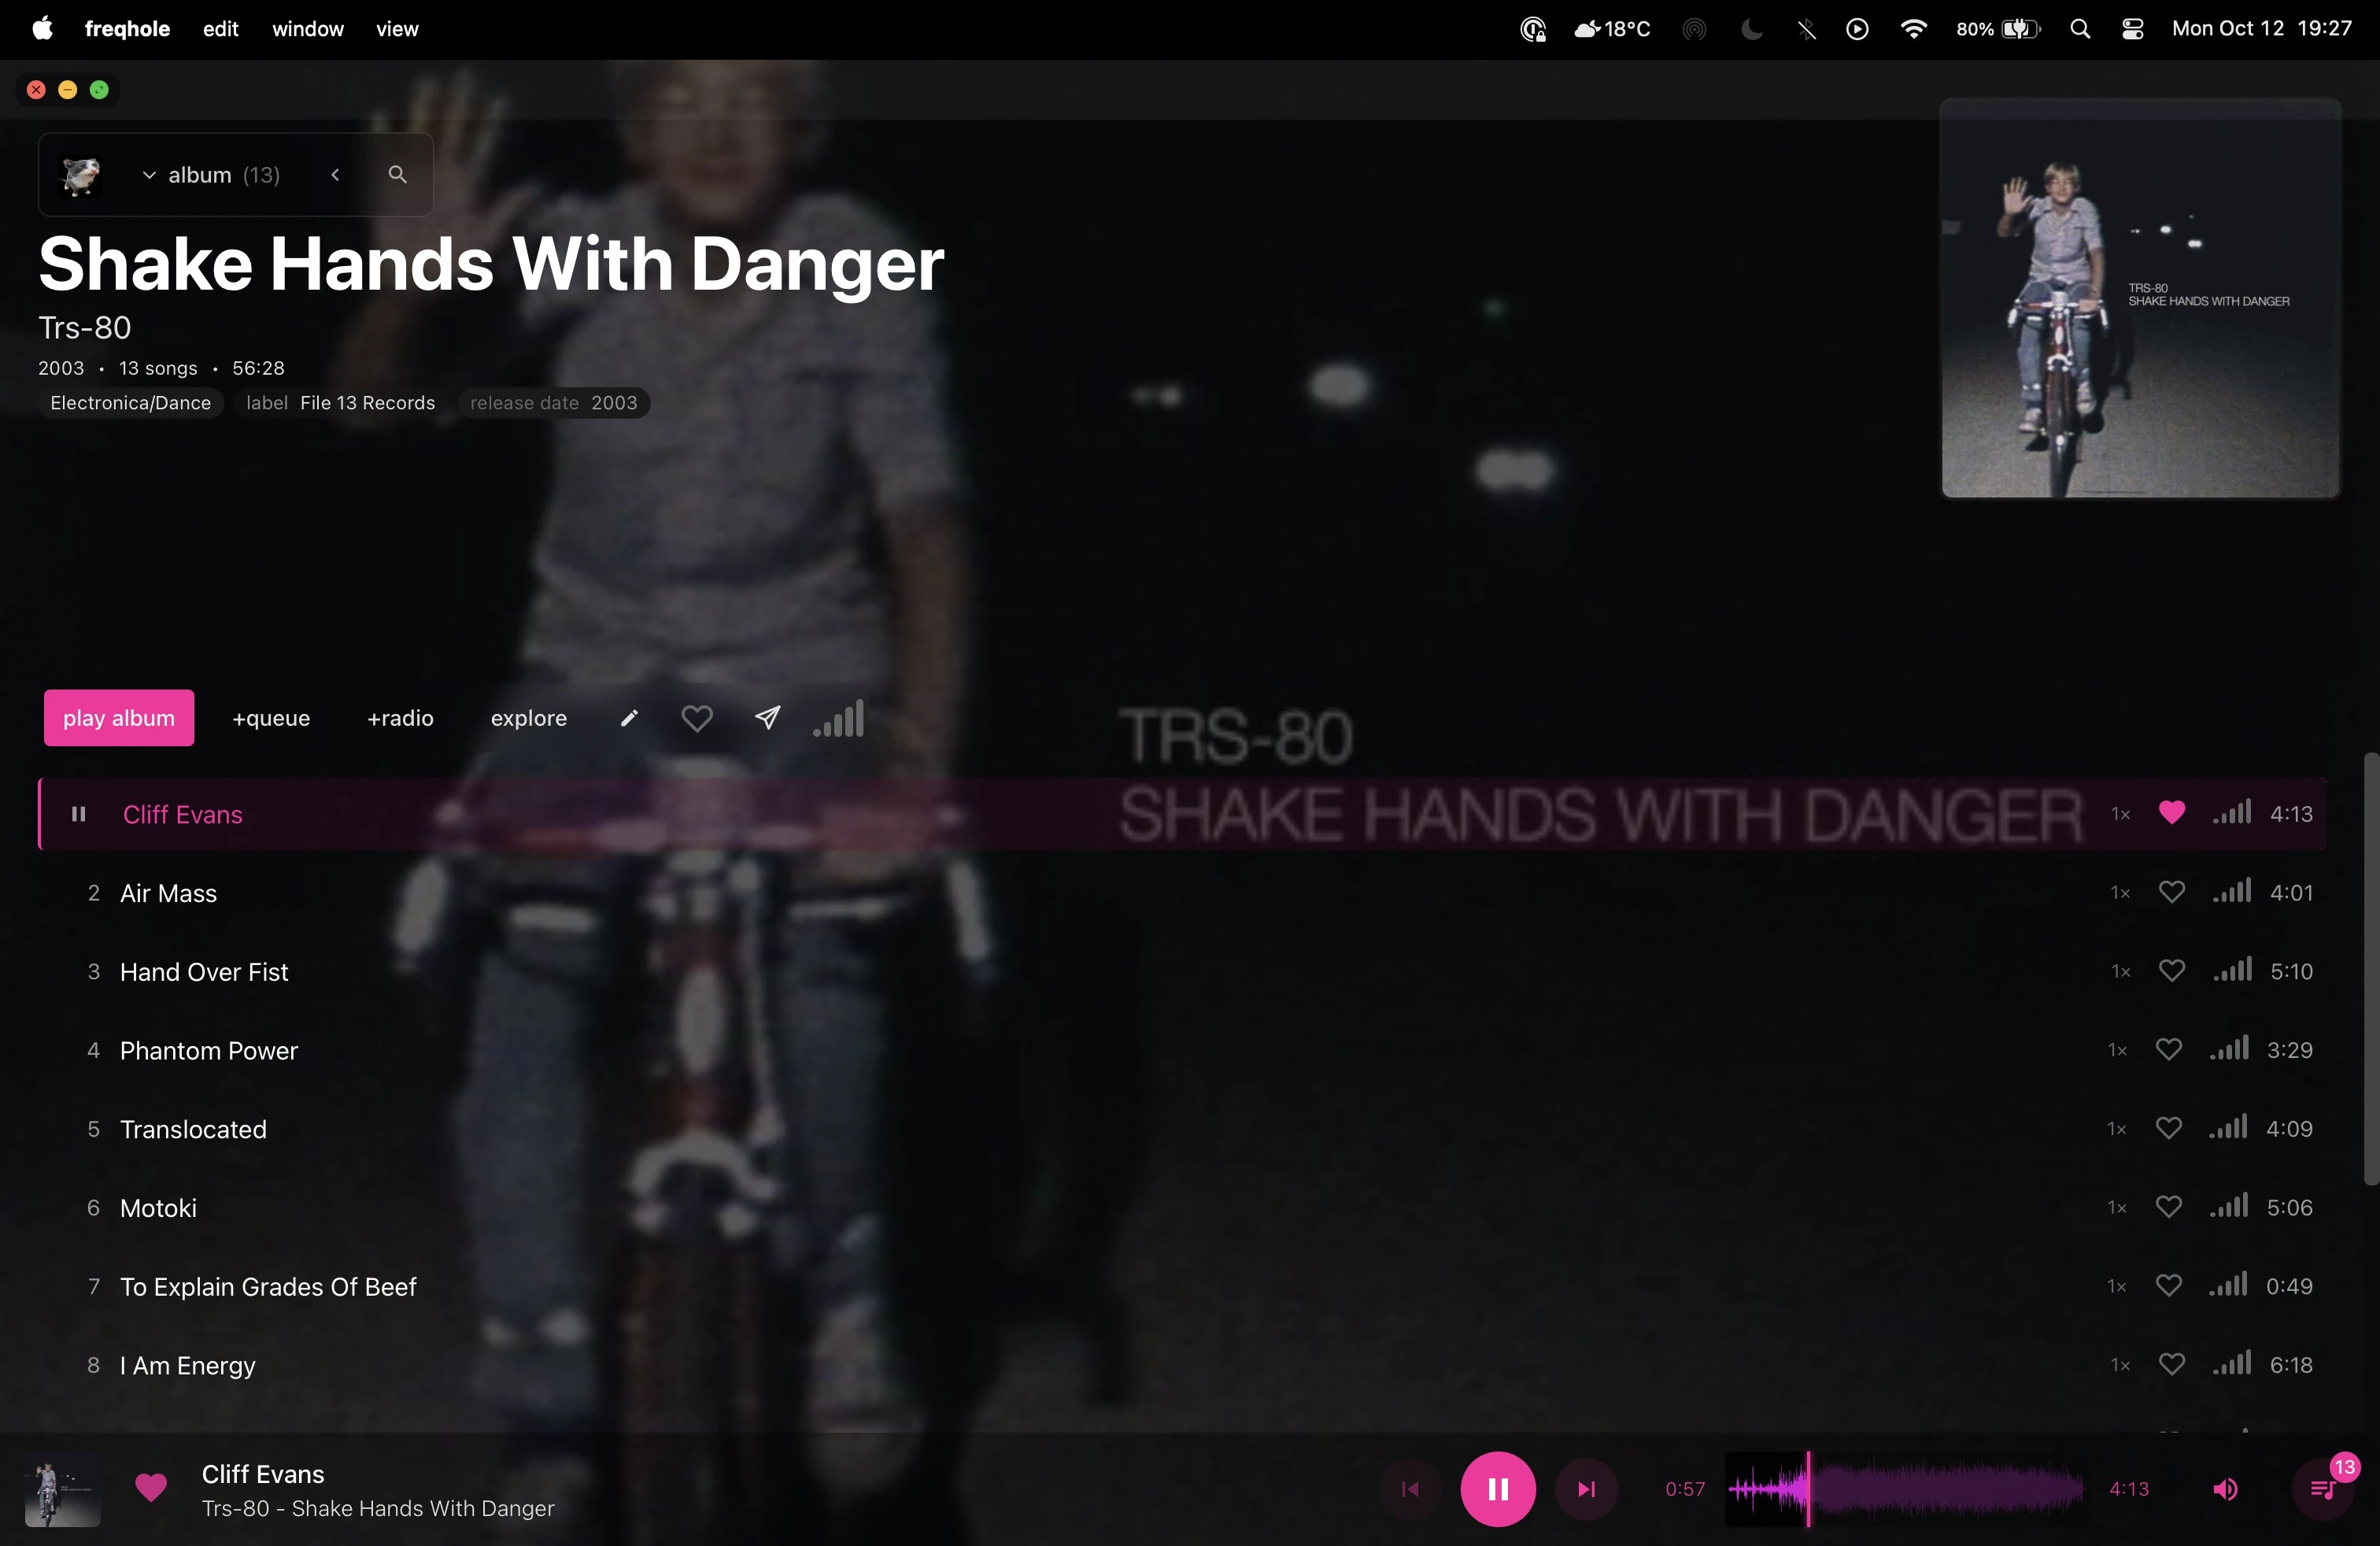 freqhole edit window view
18°C 80% Mon Oct 12 19:27
album (13)
Shake Hands With Danger
Trs-80
2003 • 13 songs • 56:28
Electronica/Dance label File 13 Records release date 2003
TRS-80
SHAKE HANDS WITH DANGER
play album +queue +radio explore
TRS-80
SHAKE HANDS WITH DANGER
Cliff Evans 1x 4:13
2 Air Mass 1x 4:01
3 Hand Over Fist 1x 5:10
4 Phantom Power 1x 3:29
5 Translocated 1x 4:09
6 Motoki 1x 5:06
7 To Explain Grades Of Beef 1x 0:49
8 I Am Energy 1x 6:18
Cliff Evans
Trs-80 - Shake Hands With Danger
0:57 4:13 13